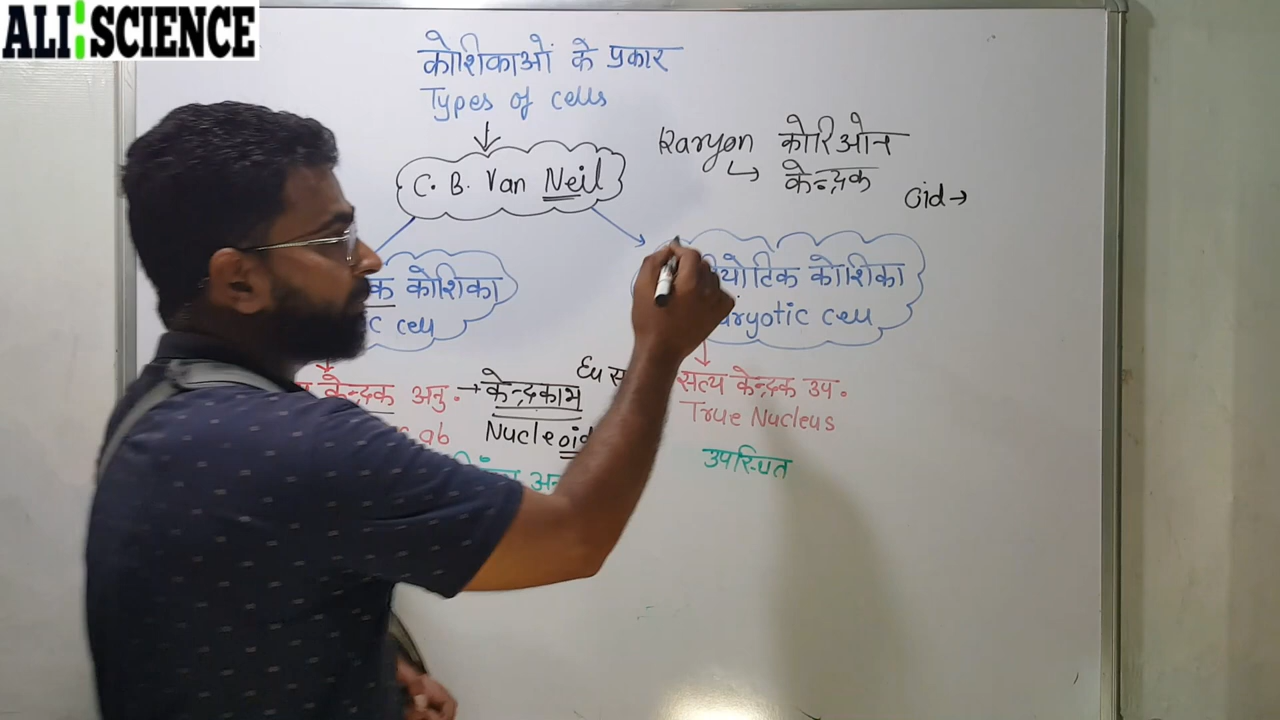 ALI SCIENCE
कोशिकाओं के प्रकार
Types of cells
C. B. Van Neil
Karyon कोरिओन
केन्द्रक
Oid→
कोशिका
c cell
योटिक कोशिका
aryotic cell
केन्द्रक अनु. → केन्द्रकाभ
ab Nucleoid
Eu
सत्य केन्द्रक उप.
True Nucleus
उपस्थित